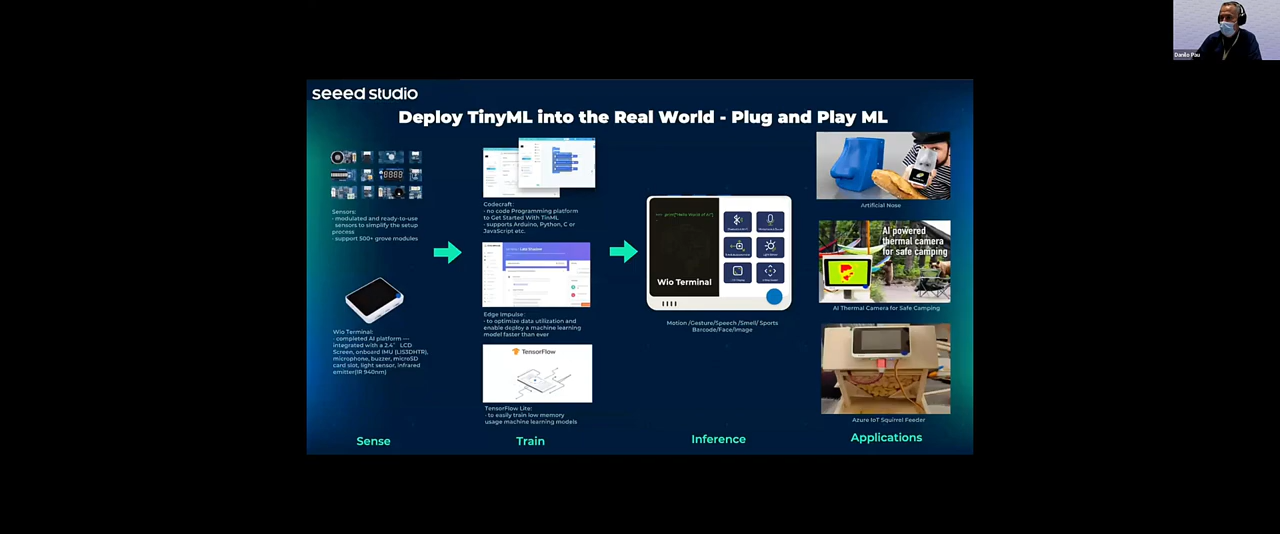 Danilo Pau
seeed studio
Deploy TinyML into the Real World - Plug and Play ML
Sensors:
· modulated and ready-to-use
sensors to simplify the setup
process
· support 500+ grove modules
Wio Terminal:
· completed AI platform —
integrated with a 2.4" LCD
Screen, onboard IMU (LIS3DHTR),
microphone, buzzer, microSD
card slot, light sensor, infrared
emitter(IR 940nm)
Sense
Codecraft:
· no code Programming platform
to Get Started With TinML
· supports Arduino, Python, C or
JavaScript etc.
Edge Impulse:
· to optimize data utilization and
enable deploy a machine learning
model faster than ever
TensorFlow
TensorFlow Lite:
· to easily train low memory
usage machine learning models
Train
Wio Terminal
Motion /Gesture/Speech /Smell/ Sports
Barcode/Face/Image
Inference
Artificial Nose
AI powered
thermal camera
for safe camping
AI Thermal Camera for Safe Camping
Azure IoT Squirrel Feeder
Applications